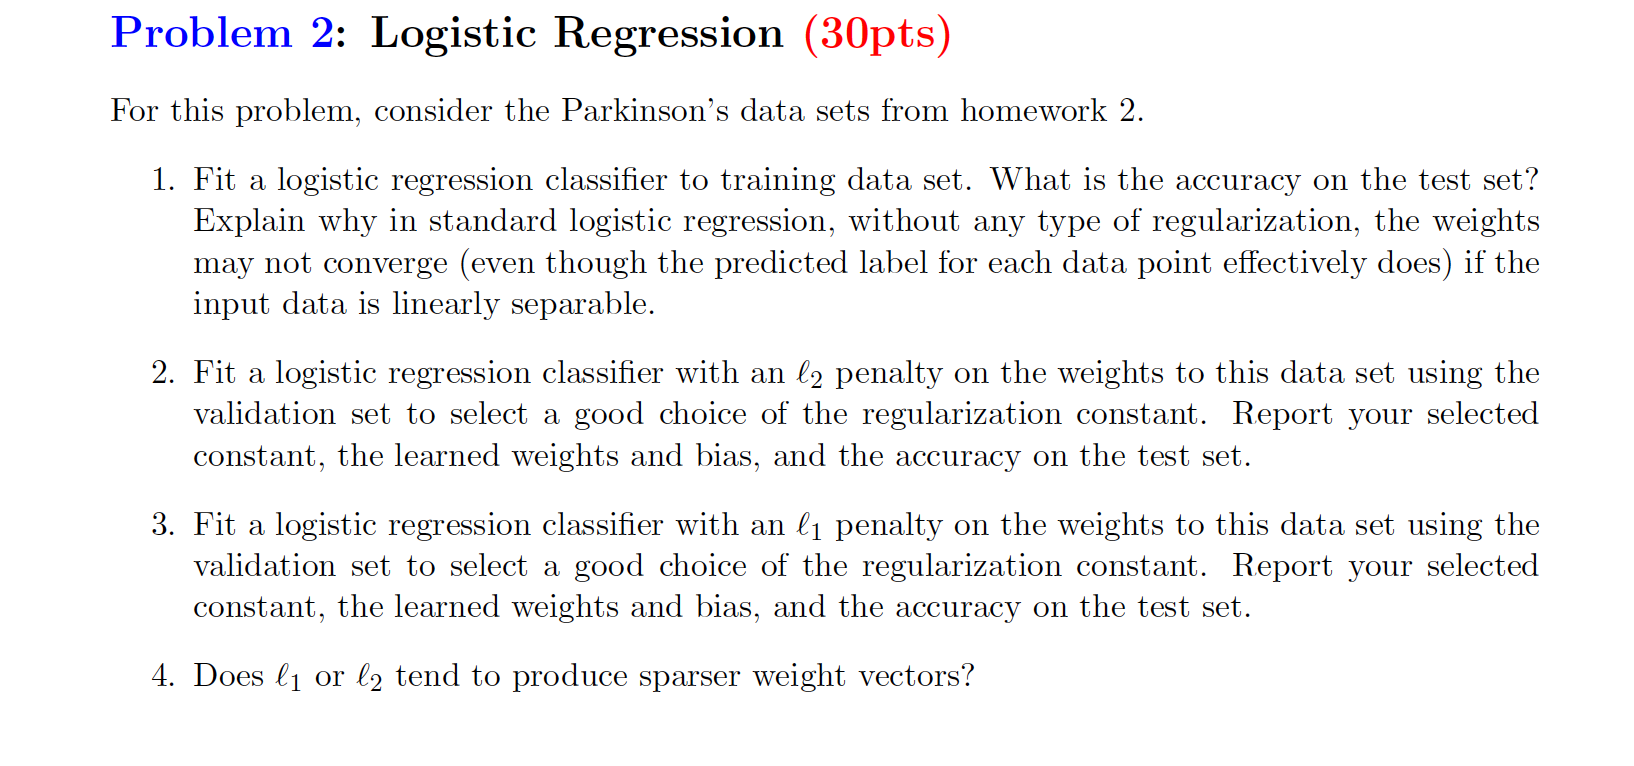 Problem 2: Logistic Regression (30pts)
For this problem, consider the Parkinson's data sets from homework 2.
1. Fit a logistic regression classifier to training data set. What is the accuracy on the test set?
Explain why in standard logistic regression, without any type of regularization, the weights
may not converge (even though the predicted label for each data point effectively does) if the
input data is linearly separable.
2. Fit a logistic regression classifier with an ℓ₂ penalty on the weights to this data set using the
validation set to select a good choice of the regularization constant. Report your selected
constant, the learned weights and bias, and the accuracy on the test set.
3. Fit a logistic regression classifier with an ℓ₁ penalty on the weights to this data set using the
validation set to select a good choice of the regularization constant. Report your selected
constant, the learned weights and bias, and the accuracy on the test set.
4. Does ℓ₁ or ℓ₂ tend to produce sparser weight vectors?